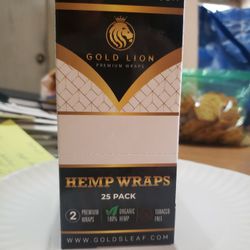 GOLD LION
PREMIUM WRAPS
HEMP WRAPS
25 PACK
2 PREMIUM WRAPS
ORGANIC 100% HEMP
TOBACCO FREE
WWW.GOLDSLEAF.COM